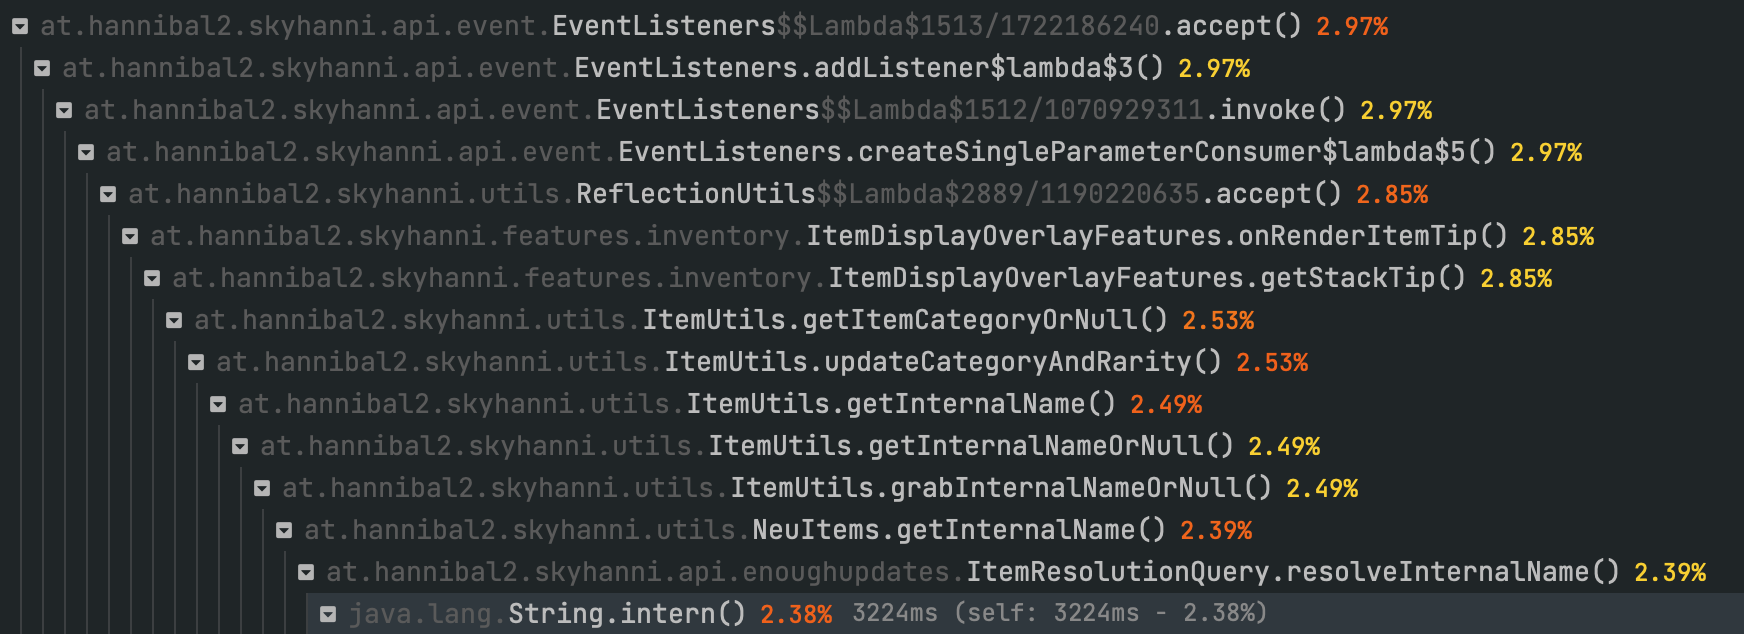 at.hannibal2.skyhanni.api.event.EventListeners$$Lambda$1513/1722186240.accept() 2.97%
at.hannibal2.skyhanni.api.event.EventListeners.addListener$lambda$3() 2.97%
at.hannibal2.skyhanni.api.event.EventListeners$$Lambda$1512/1070929311.invoke() 2.97%
at.hannibal2.skyhanni.api.event.EventListeners.createSingleParameterConsumer$lambda$5() 2.97%
at.hannibal2.skyhanni.utils.ReflectionUtils$$Lambda$2889/1190220635.accept() 2.85%
at.hannibal2.skyhanni.features.inventory.ItemDisplayOverlayFeatures.onRenderItemTip() 2.85%
at.hannibal2.skyhanni.features.inventory.ItemDisplayOverlayFeatures.getStackTip() 2.85%
at.hannibal2.skyhanni.utils.ItemUtils.getItemCategoryOrNull() 2.53%
at.hannibal2.skyhanni.utils.ItemUtils.updateCategoryAndRarity() 2.53%
at.hannibal2.skyhanni.utils.ItemUtils.getInternalName() 2.49%
at.hannibal2.skyhanni.utils.ItemUtils.getInternalNameOrNull() 2.49%
at.hannibal2.skyhanni.utils.ItemUtils.grabInternalNameOrNull() 2.49%
at.hannibal2.skyhanni.utils.NeuItems.getInternalName() 2.39%
at.hannibal2.skyhanni.api.enoughupdates.ItemResolutionQuery.resolveInternalName() 2.39%
java.lang.String.intern() 2.38% 3224ms (self: 3224ms - 2.38%)